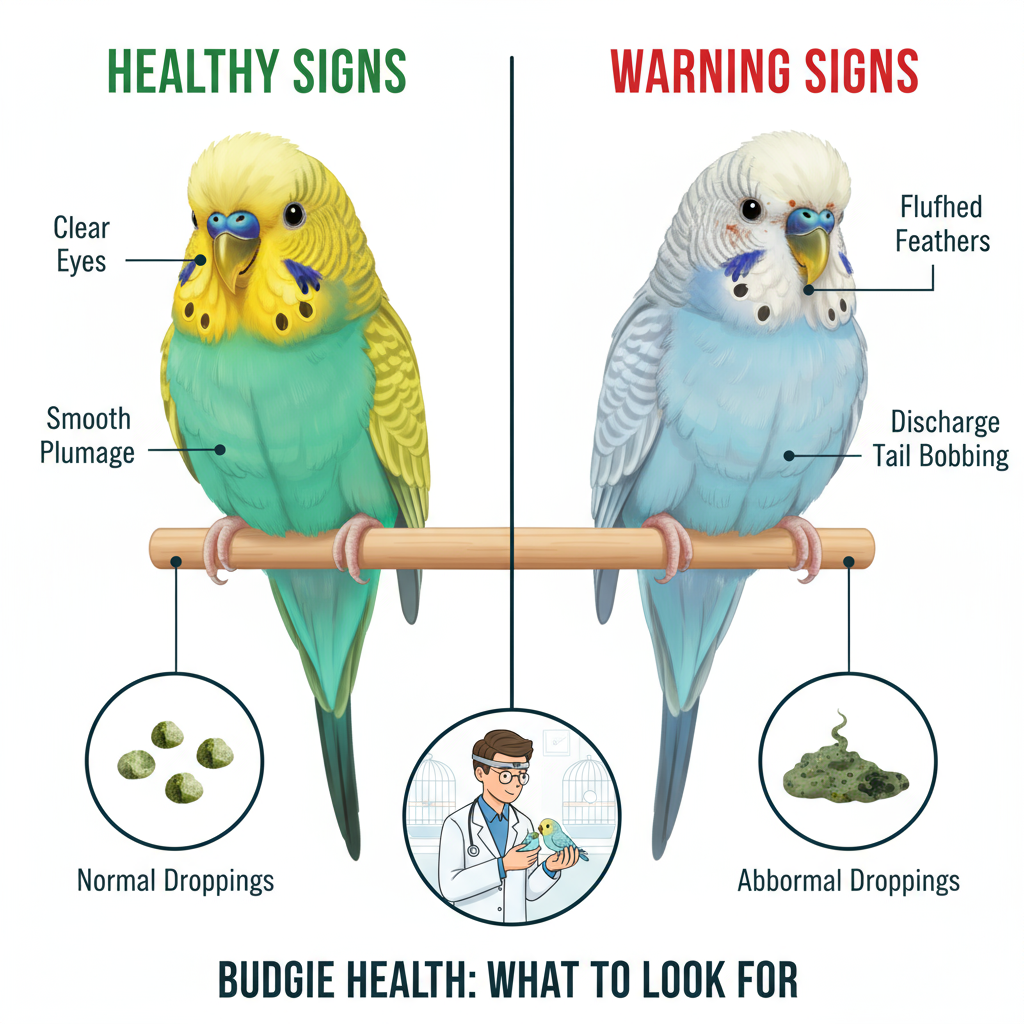 HEALTHY SIGNS
WARNING SIGNS
Clear
Eyes
Flufhed
Feathers
Smooth
Plumage
Discharge
Tail Bobbing
Normal Droppings
Abbormal Droppings
BUDGIE HEALTH: WHAT TO LOOK FOR